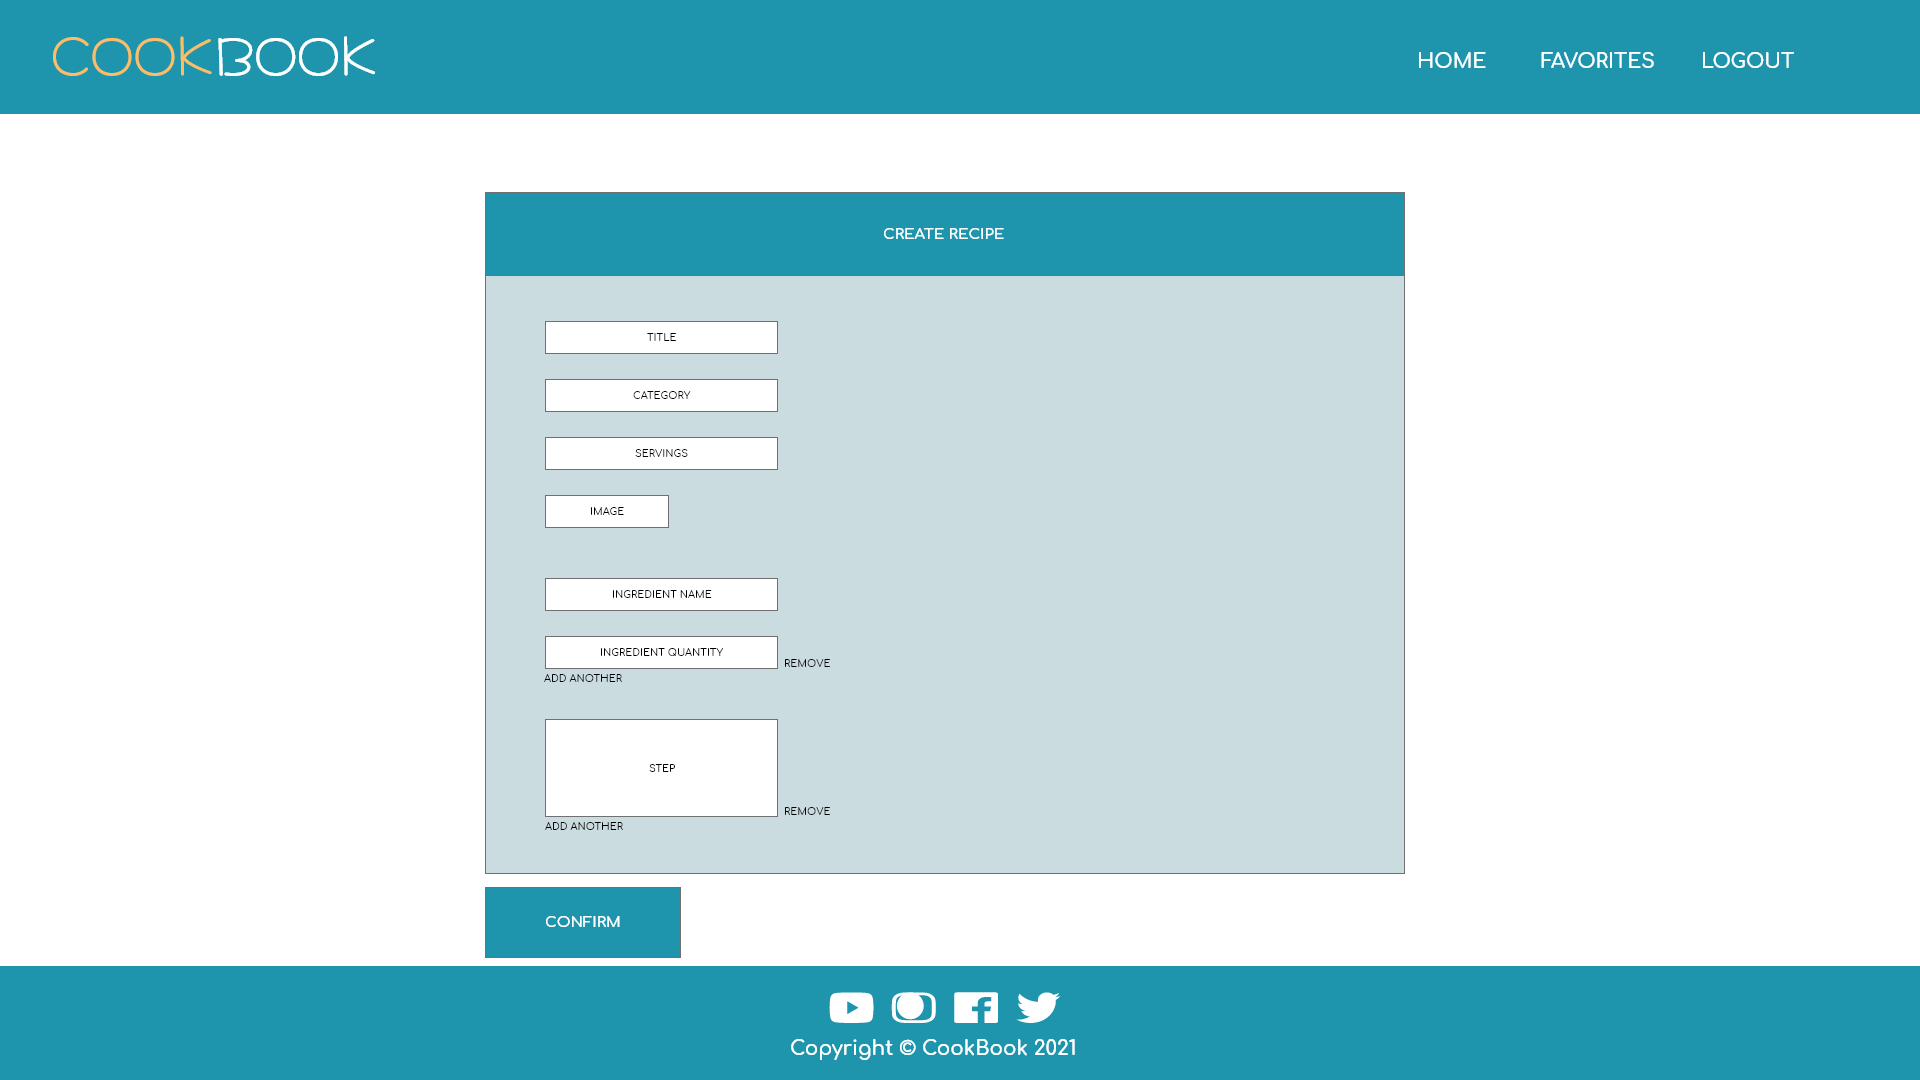 COOKBOOK
HOME FAVORITES LOGOUT
CREATE RECIPE
TITLE
CATEGORY
SERVINGS
IMAGE
INGREDIENT NAME
INGREDIENT QUANTITY
REMOVE
ADD ANOTHER
STEP
REMOVE
ADD ANOTHER
CONFIRM
Copyright © CookBook 2021